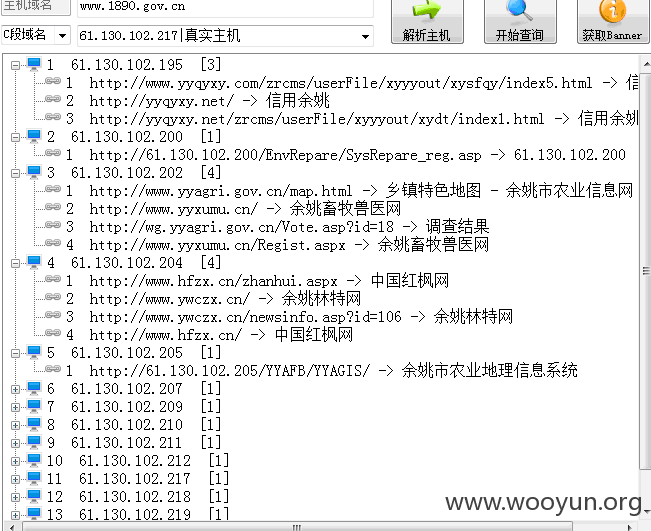 主机域名 www.1890.gov.cn
C段域名 61.130.102.217|真实主机 解析主机 开始查询 获取Banner
1 61.130.102.195 [3]
1 http://www.yyqyxy.com/zrcms/userFile/xyyyout/xysfqy/index5.html -> 信
2 http://yyqyxy.net/ -> 信用余姚
3 http://yyqyxy.net/zrcms/userFile/xyyyout/xydt/index1.html -> 信用余姚
2 61.130.102.200 [1]
1 http://61.130.102.200/EnvRepare/SysRepare_reg.asp -> 61.130.102.200
3 61.130.102.202 [4]
1 http://www.yyagri.gov.cn/map.html -> 乡镇特色地图 - 余姚市农业信息网
2 http://www.yyxumu.cn/ -> 余姚畜牧兽医网
3 http://wg.yyagri.gov.cn/Vote.asp?id=18 -> 调查结果
4 http://www.yyxumu.cn/Regist.aspx -> 余姚畜牧兽医网
4 61.130.102.204 [4]
1 http://www.hfzx.cn/zhanhui.aspx -> 中国红枫网
2 http://www.ywczx.cn/ -> 余姚林特网
3 http://www.ywczx.cn/newsinfo.asp?id=106 -> 余姚林特网
4 http://www.hfzx.cn/ -> 中国红枫网
5 61.130.102.205 [1]
1 http://61.130.102.205/YYAFB/YYAGIS/ -> 余姚市农业地理信息系统
6 61.130.102.207 [1]
7 61.130.102.209 [1]
8 61.130.102.210 [1]
9 61.130.102.211 [1]
10 61.130.102.212 [1]
11 61.130.102.217 [1]
12 61.130.102.218 [1]
13 61.130.102.219 [1]
www.wooyun.org